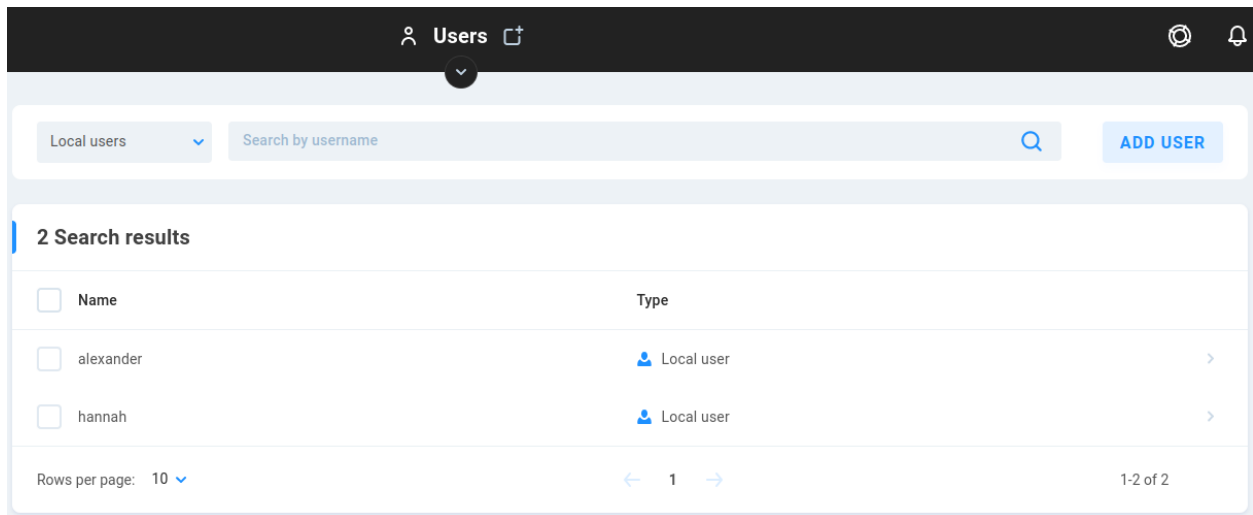 Users
Local users Search by username ADD USER
2 Search results
Name Type
alexander Local user
hannah Local user
Rows per page: 10 1 1-2 of 2